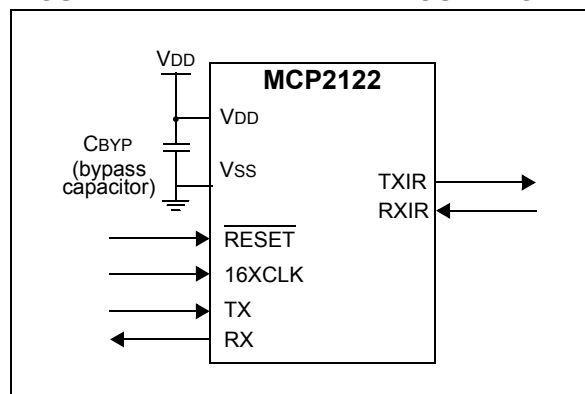 VDD
MCP2122
VDD
CBYP
(bypass
capacitor)
VSS
TXIR
RXIR
RESET
16XCLK
TX
RX